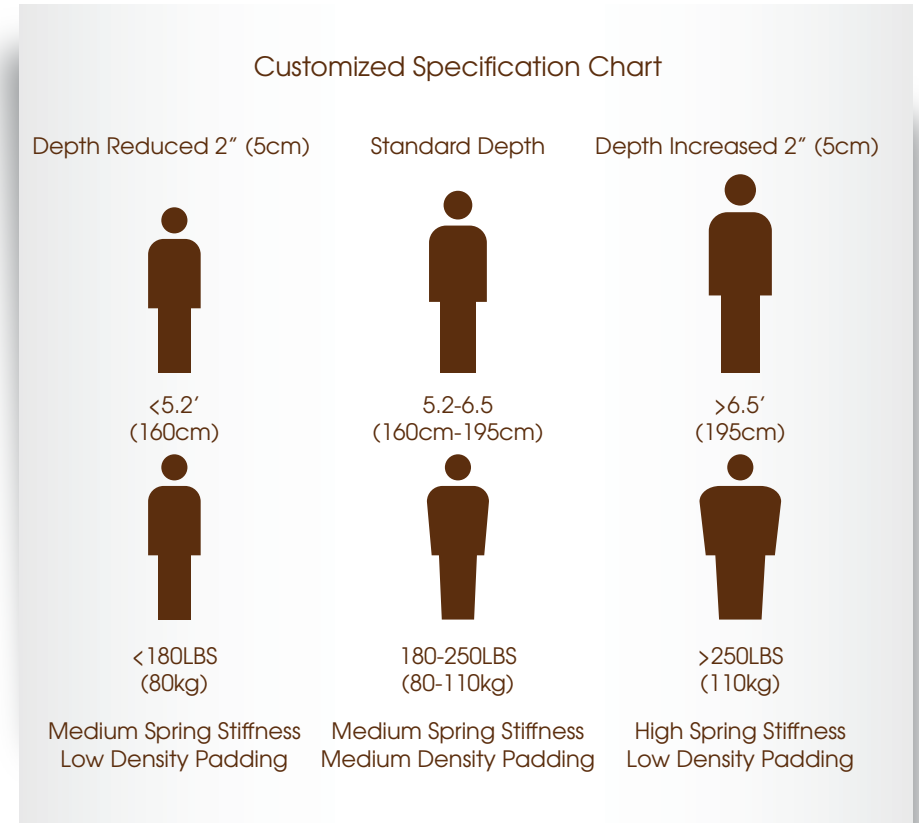 Customized Specification Chart
Depth Reduced 2” (5cm)
Standard Depth
Depth Increased 2” (5cm)
<5.2’
(160cm)
5.2-6.5
(160cm-195cm)
>6.5’
(195cm)
<180LBS
(80kg)
180-250LBS
(80-110kg)
>250LBS
(110kg)
Medium Spring Stiffness
Low Density Padding
Medium Spring Stiffness
Medium Density Padding
High Spring Stiffness
Low Density Padding